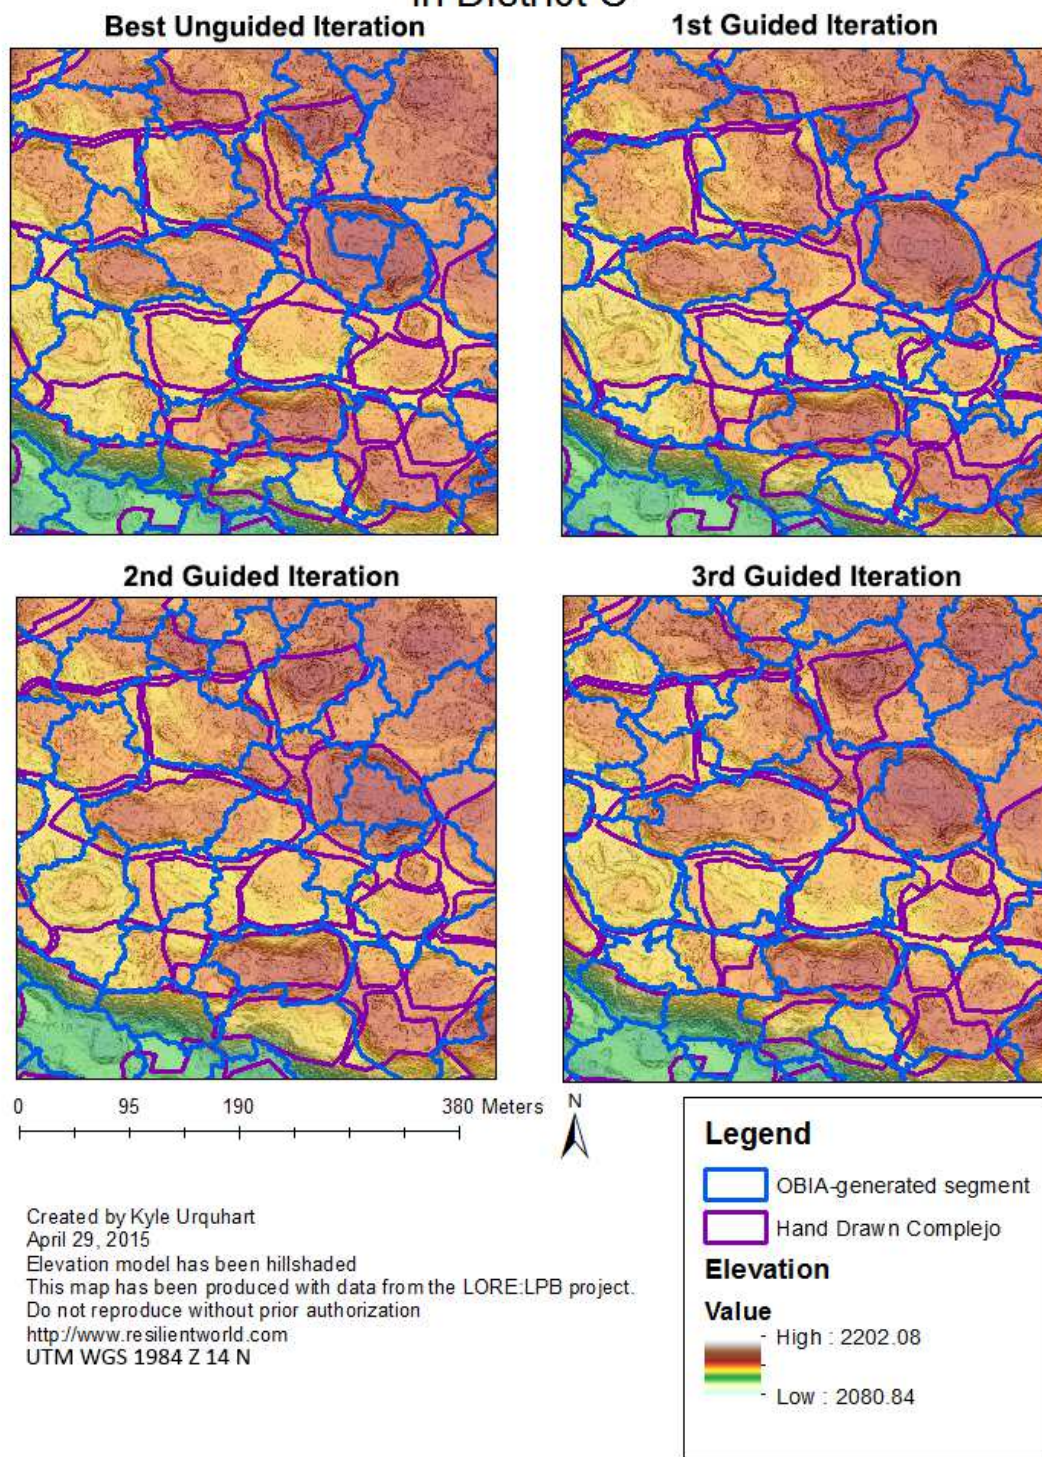 in District C
Best Unguided Iteration
1st Guided Iteration
2nd Guided Iteration
3rd Guided Iteration
0 95 190 380 Meters
N
Legend
OBIA-generated segment
Hand Drawn Complejo
Elevation
Value
High : 2202.08
Low : 2080.84
Created by Kyle Urquhart
April 29, 2015
Elevation model has been hillshaded
This map has been produced with data from the LORE:LPB project.
Do not reproduce without prior authorization
http://www.resilientworld.com
UTM WGS 1984 Z 14 N